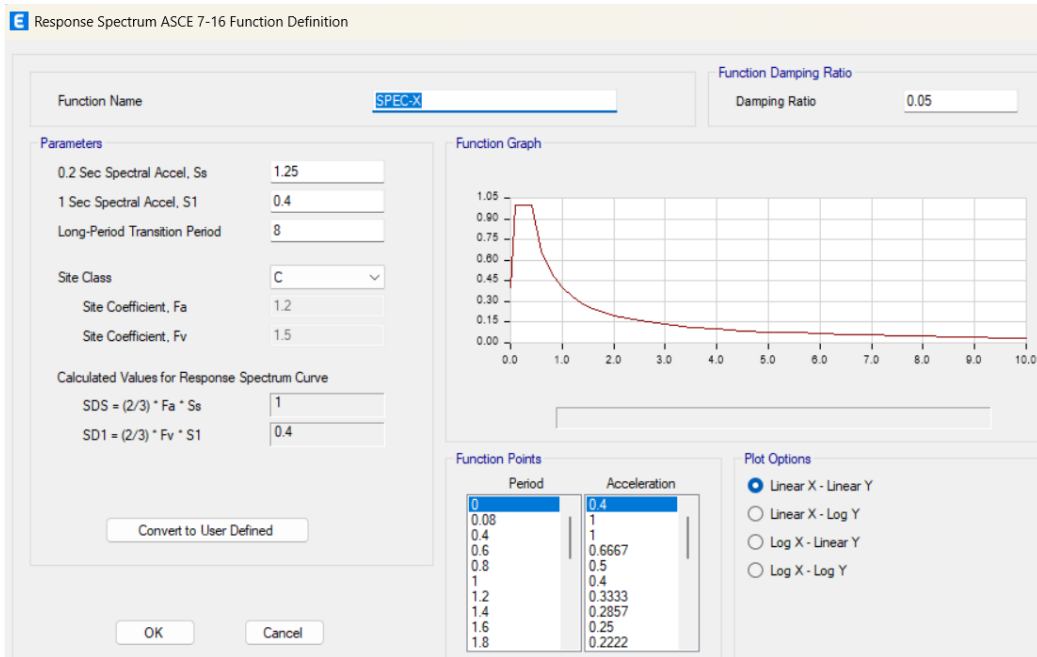 E Response Spectrum ASCE 7-16 Function Definition
Function Name
SPEC-X
Function Damping Ratio
Damping Ratio 0.05
Parameters
0.2 Sec Spectral Accel, Ss 1.25
1 Sec Spectral Accel, S1 0.4
Long-Period Transition Period 8
Site Class C
Site Coefficient, Fa 1.2
Site Coefficient, Fv 1.5
Calculated Values for Response Spectrum Curve
SDS = (2/3) * Fa * Ss 1
SD1 = (2/3) * Fv * S1 0.4
Convert to User Defined
OK Cancel
Function Graph
1.05
0.90
0.75
0.60
0.45
0.30
0.15
0.00
0.0 1.0 2.0 3.0 4.0 5.0 6.0 7.0 8.0 9.0 10.0
Function Points
Period Acceleration
0 0.4
0.08 1
0.4 1
0.6 0.6667
0.8 0.5
1 0.4
1.2 0.3333
1.4 0.2857
1.6 0.25
1.8 0.2222
Plot Options
Linear X - Linear Y
Linear X - Log Y
Log X - Linear Y
Log X - Log Y